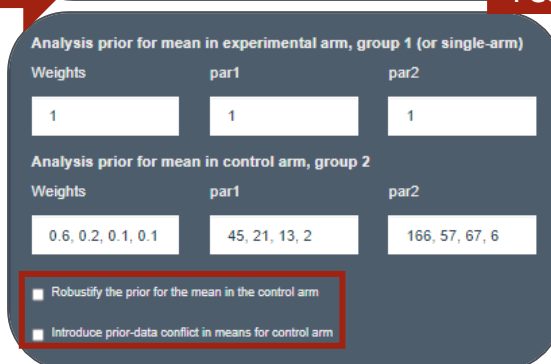 Analysis prior for mean in experimental arm, group 1 (or single-arm)
Weights par1 par2
1 1 1
Analysis prior for mean in control arm, group 2
Weights par1 par2
0.6, 0.2, 0.1, 0.1 45, 21, 13, 2 166, 57, 67, 6
Robustify the prior for the mean in the control arm
Introduce prior-data conflict in means for control arm